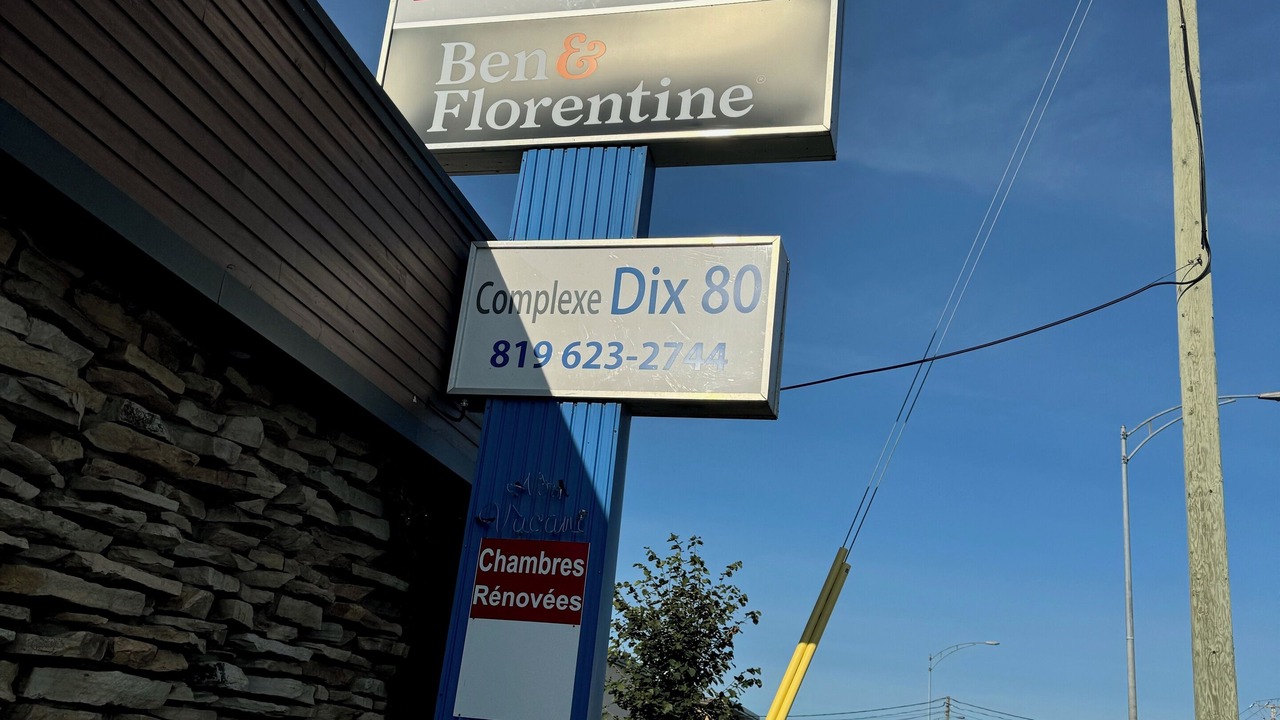 Ben &
Florentine
Complexe Dix 80
819 623-2744
Chambres
Rénovées